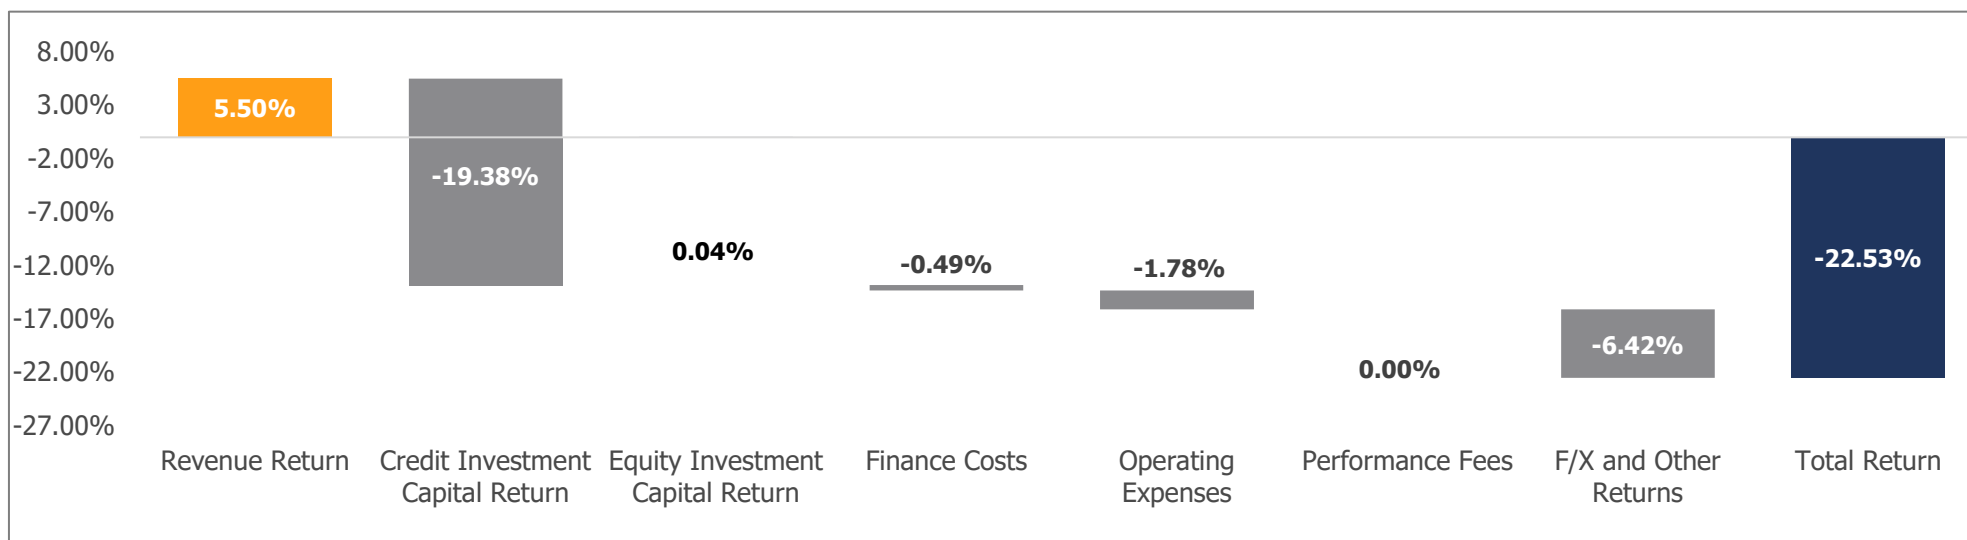 8.00%
3.00%
-2.00%
-7.00%
-12.00%
-17.00%
-22.00%
-27.00%
5.50%
-19.38%
0.04%
-0.49%
-1.78%
0.00%
-6.42%
-22.53%
Revenue Return
Credit Investment
Capital Return
Equity Investment
Capital Return
Finance Costs
Operating
Expenses
Performance Fees
F/X and Other
Returns
Total Return